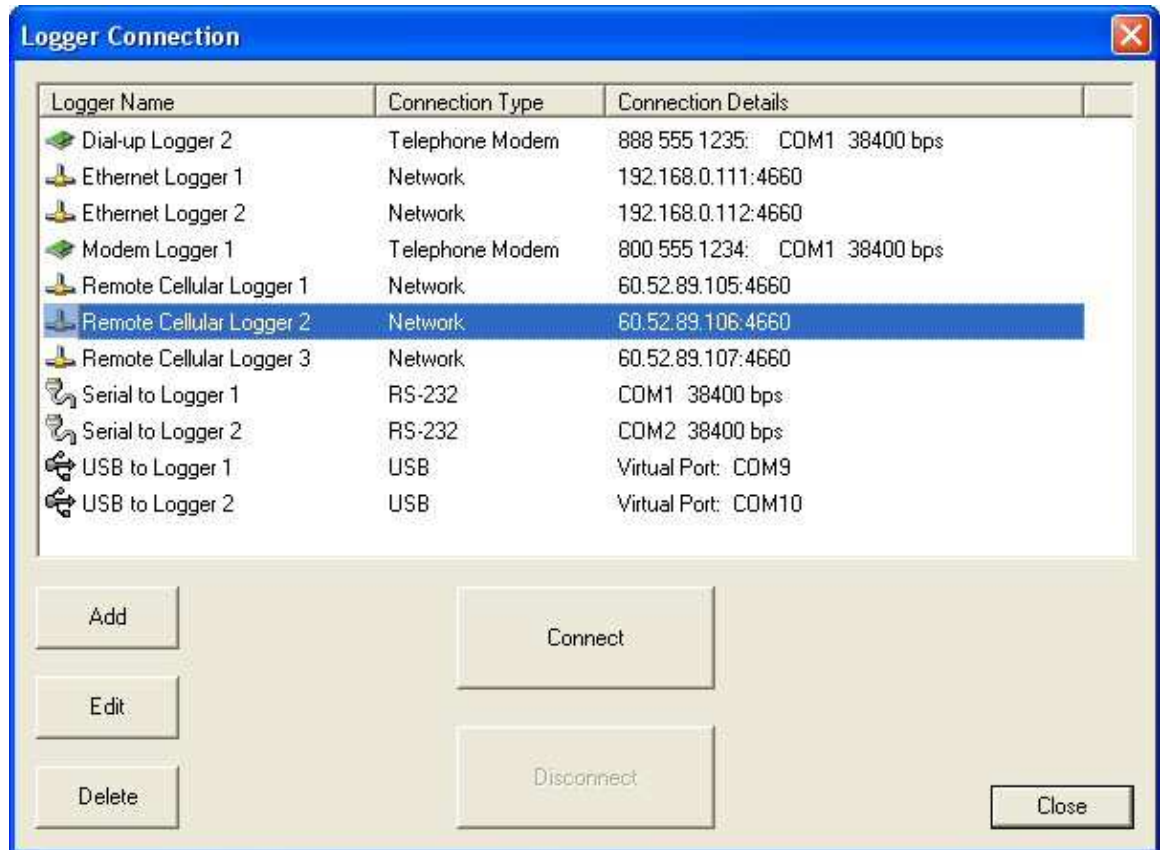 Logger Connection
Logger Name Connection Type Connection Details
Dial-up Logger 2 Telephone Modem 888 555 1235: COM1 38400 bps
Ethernet Logger 1 Network 192.168.0.111:4660
Ethernet Logger 2 Network 192.168.0.112:4660
Modem Logger 1 Telephone Modem 800 555 1234: COM1 38400 bps
Remote Cellular Logger 1 Network 60.52.89.105:4660
Remote Cellular Logger 2 Network 60.52.89.106:4660
Remote Cellular Logger 3 Network 60.52.89.107:4660
Serial to Logger 1 RS-232 COM1 38400 bps
Serial to Logger 2 RS-232 COM2 38400 bps
USB to Logger 1 USB Virtual Port: COM9
USB to Logger 2 USB Virtual Port: COM10
Add
Connect
Edit
Disconnect
Delete
Close